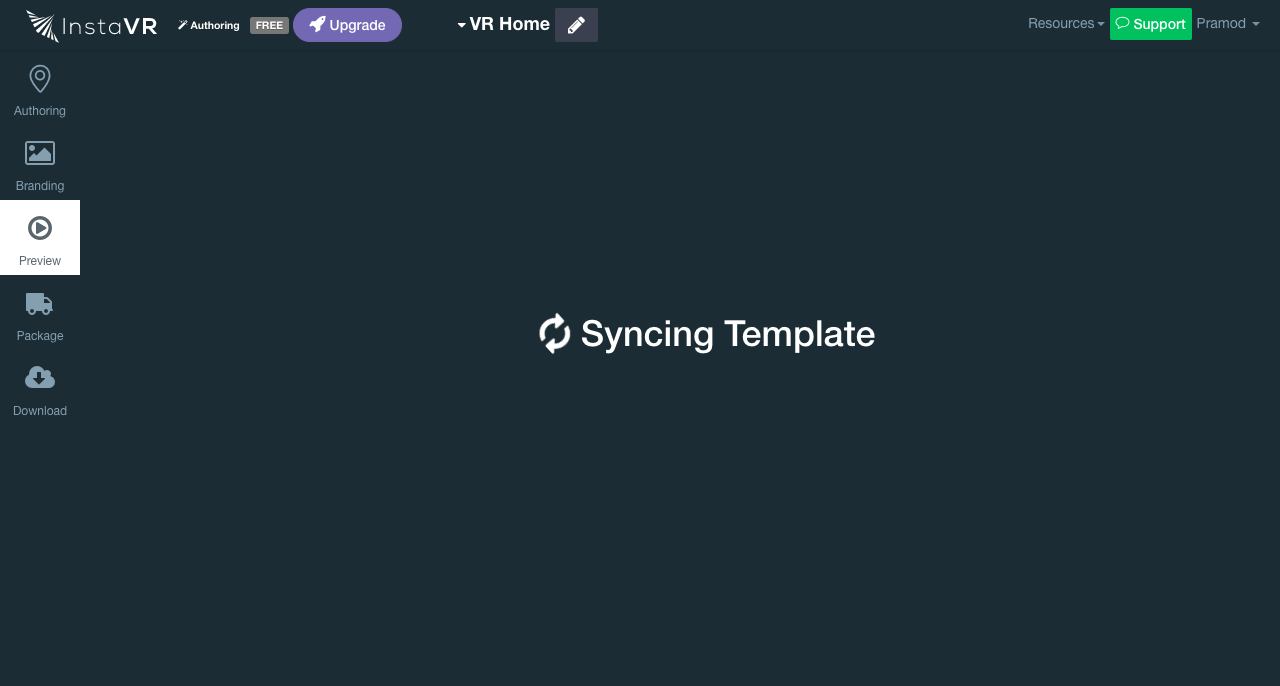 InstaVR Authoring FREE Upgrade VR Home Resources Support Pramod
Authoring
Branding
Preview
Package
Download
Syncing Template